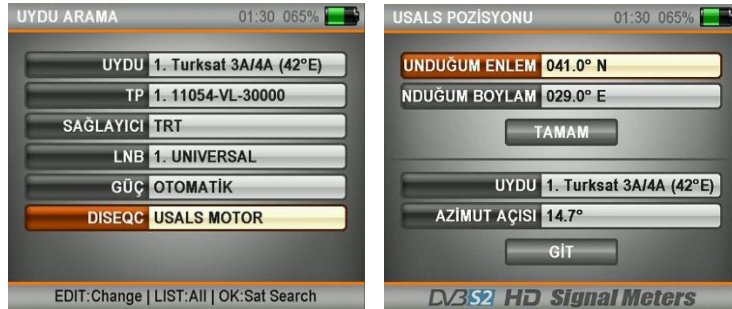 UYDU ARAMA 01:30 065%
UYDU 1. Turksat 3A/4A (42ºE)
TP 1. 11054-VL-30000
SAĞLAYICI TRT
LNB 1. UNIVERSAL
GÜÇ OTOMATİK
DISEQC USALS MOTOR
EDIT:Change | LIST:All | OK:Sat Search
USALS POZİSYONU 01:30 065%
UNDUĞUM ENLEM 041.0° N
NDUĞUM BOYLAM 029.0° E
TAMAM
UYDU 1. Turksat 3A/4A (42ºE)
AZİMUT AÇISI 14.7°
GİT
DVB S2 HD Signal Meters